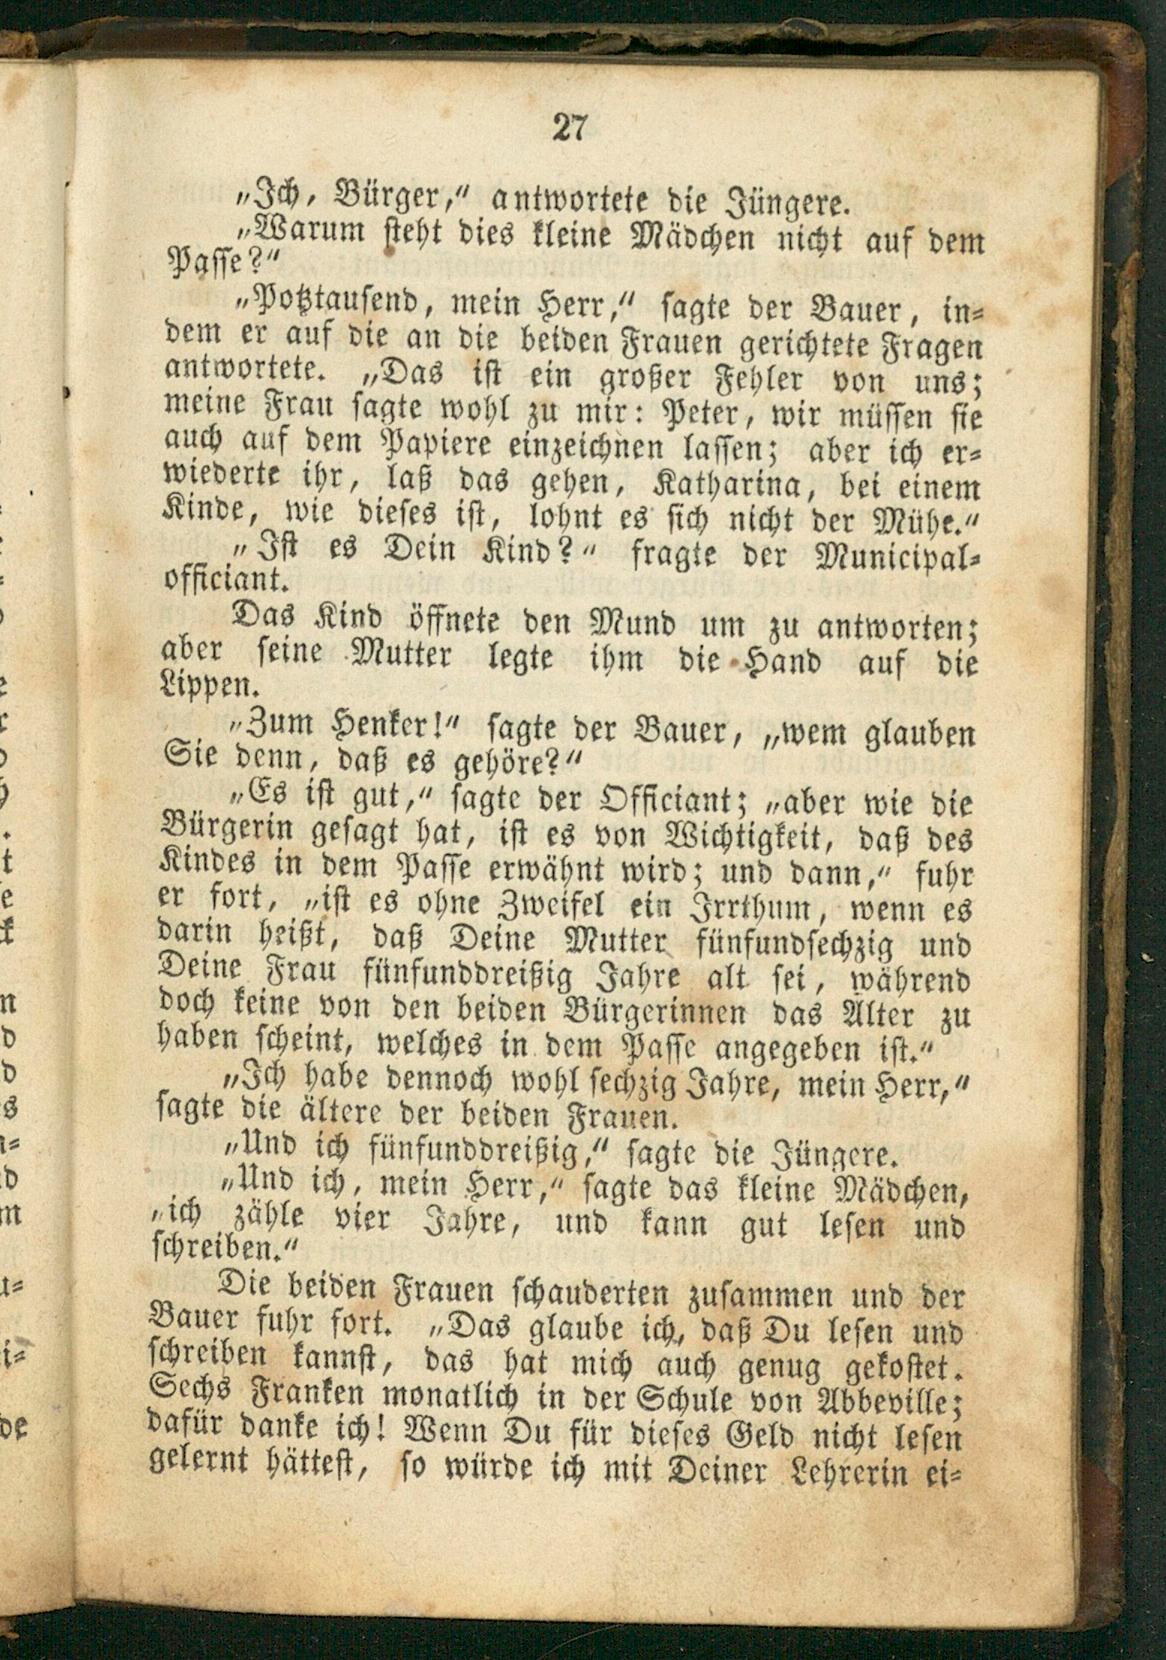 27
„Ich, Bürger,“ antwortete die Jüngere.
„Warum steht dies kleine Mädchen nicht auf dem
Passe?“
„Potztausend, mein Herr,“ sagte der Bauer, in-
dem er auf die an die beiden Frauen gerichtete Fragen
antwortete. „Das ist ein großer Fehler von uns;
meine Frau sagte wohl zu mir: Peter, wir müssen sie
auch auf dem Papiere einzeichnen lassen; aber ich er-
wiederte ihr, laß das gehen, Katharina, bei einem
Kinde, wie dieses ist, lohnt es sich nicht der Mühe.“
„Ist es Dein Kind?“ fragte der Municipal-
officiant.
Das Kind öffnete den Mund um zu antworten;
aber seine Mutter legte ihm die Hand auf die
Lippen.
„Zum Henker!“ sagte der Bauer, „wem glauben
Sie denn, daß es gehöre?“
„Es ist gut,“ sagte der Officiant; „aber wie die
Bürgerin gesagt hat, ist es von Wichtigkeit, daß des
Kindes in dem Passe erwähnt wird; und dann,“ fuhr
er fort, „ist es ohne Zweifel ein Irrthum, wenn es
darin heißt, daß Deine Mutter fünfundsechzig und
Deine Frau fünfunddreißig Jahre alt sei, während
doch keine von den beiden Bürgerinnen das Alter zu
haben scheint, welches in dem Passe angegeben ist.“
„Ich habe dennoch wohl sechzig Jahre, mein Herr,“
sagte die ältere der beiden Frauen.
„Und ich fünfunddreißig,“ sagte die Jüngere.
„Und ich, mein Herr,“ sagte das kleine Mädchen,
„ich zähle vier Jahre, und kann gut lesen und
schreiben.“
Die beiden Frauen schauderten zusammen und der
Bauer fuhr fort. „Das glaube ich, daß Du lesen und
schreiben kannst, das hat mich auch genug gekostet.
Sechs Franken monatlich in der Schule von Abbeville;
dafür danke ich! Wenn Du für dieses Geld nicht lesen
gelernt hättest, so würde ich mit Deiner Lehrerin ei-